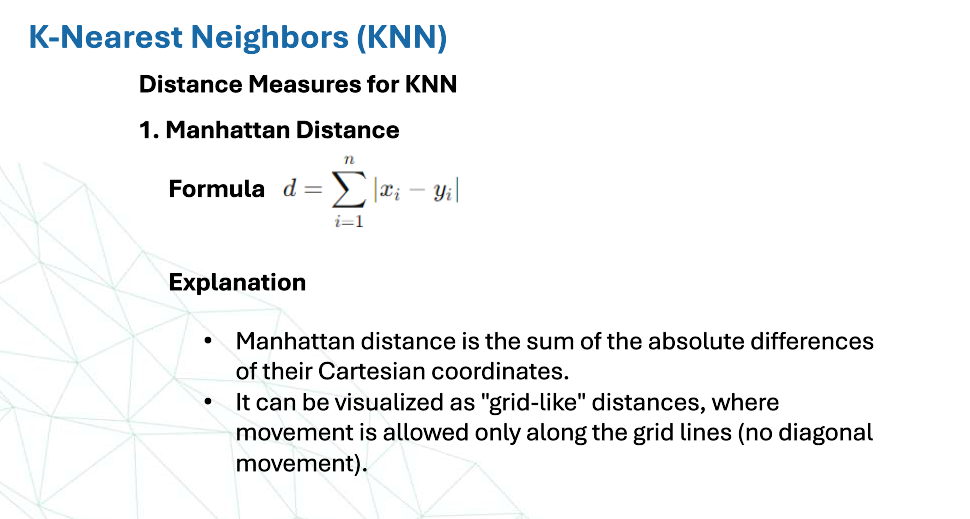 K-Nearest Neighbors (KNN)
Distance Measures for KNN
1. Manhattan Distance
Formula d = \sum_{i=1}^{n} |x_i - y_i|
Explanation
• Manhattan distance is the sum of the absolute differences
of their Cartesian coordinates.
• It can be visualized as "grid-like" distances, where
movement is allowed only along the grid lines (no diagonal
movement).